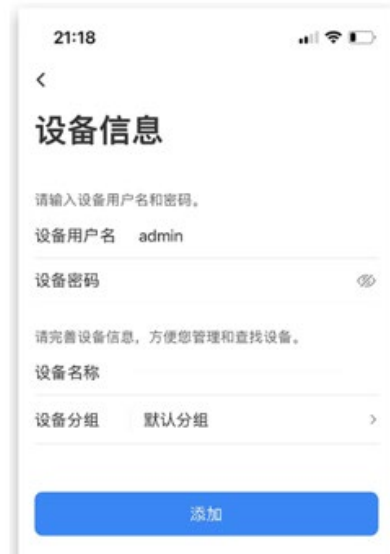 21:18
设备信息
请输入设备用户名和密码。
设备用户名 admin
设备密码
请完善设备信息，方便您管理和查找设备。
设备名称
设备分组 默认分组
添加